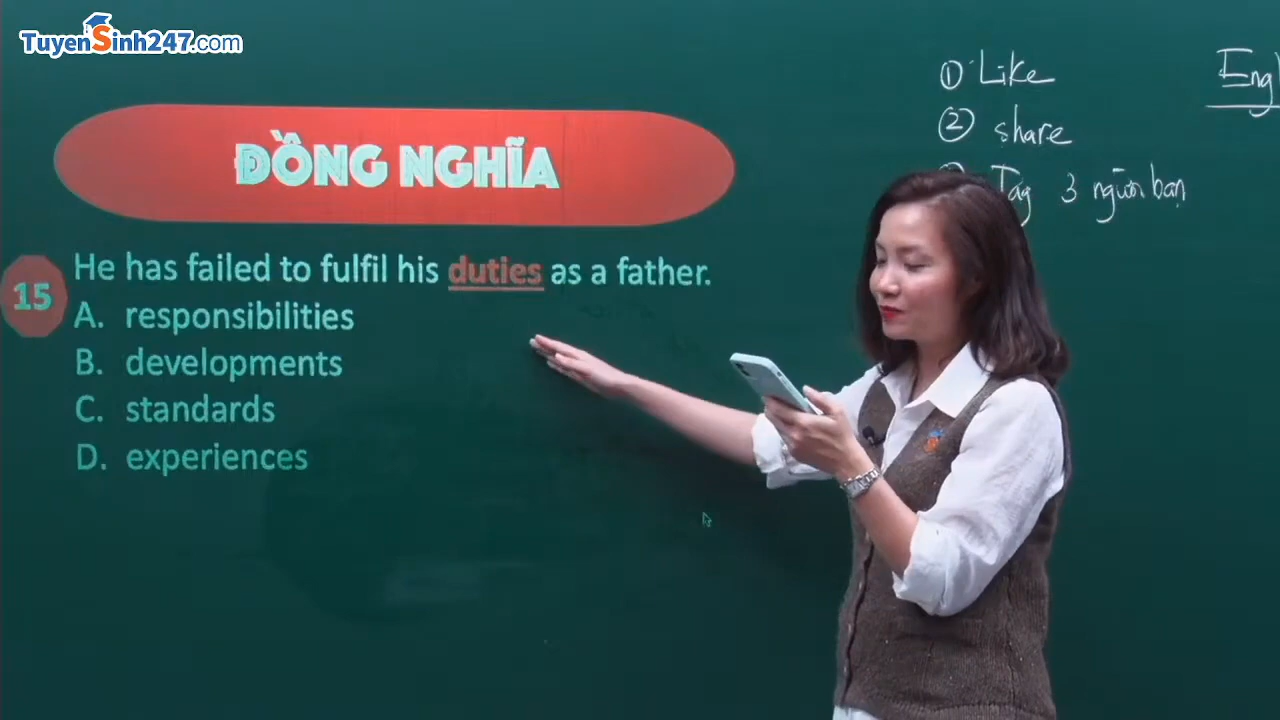 TuyenSinh247.com
① Like
② share
Tag 3 người bạn
Eng
ĐỒNG NGHĨA
15
He has failed to fulfil his duties as a father.
A. responsibilities
B. developments
C. standards
D. experiences